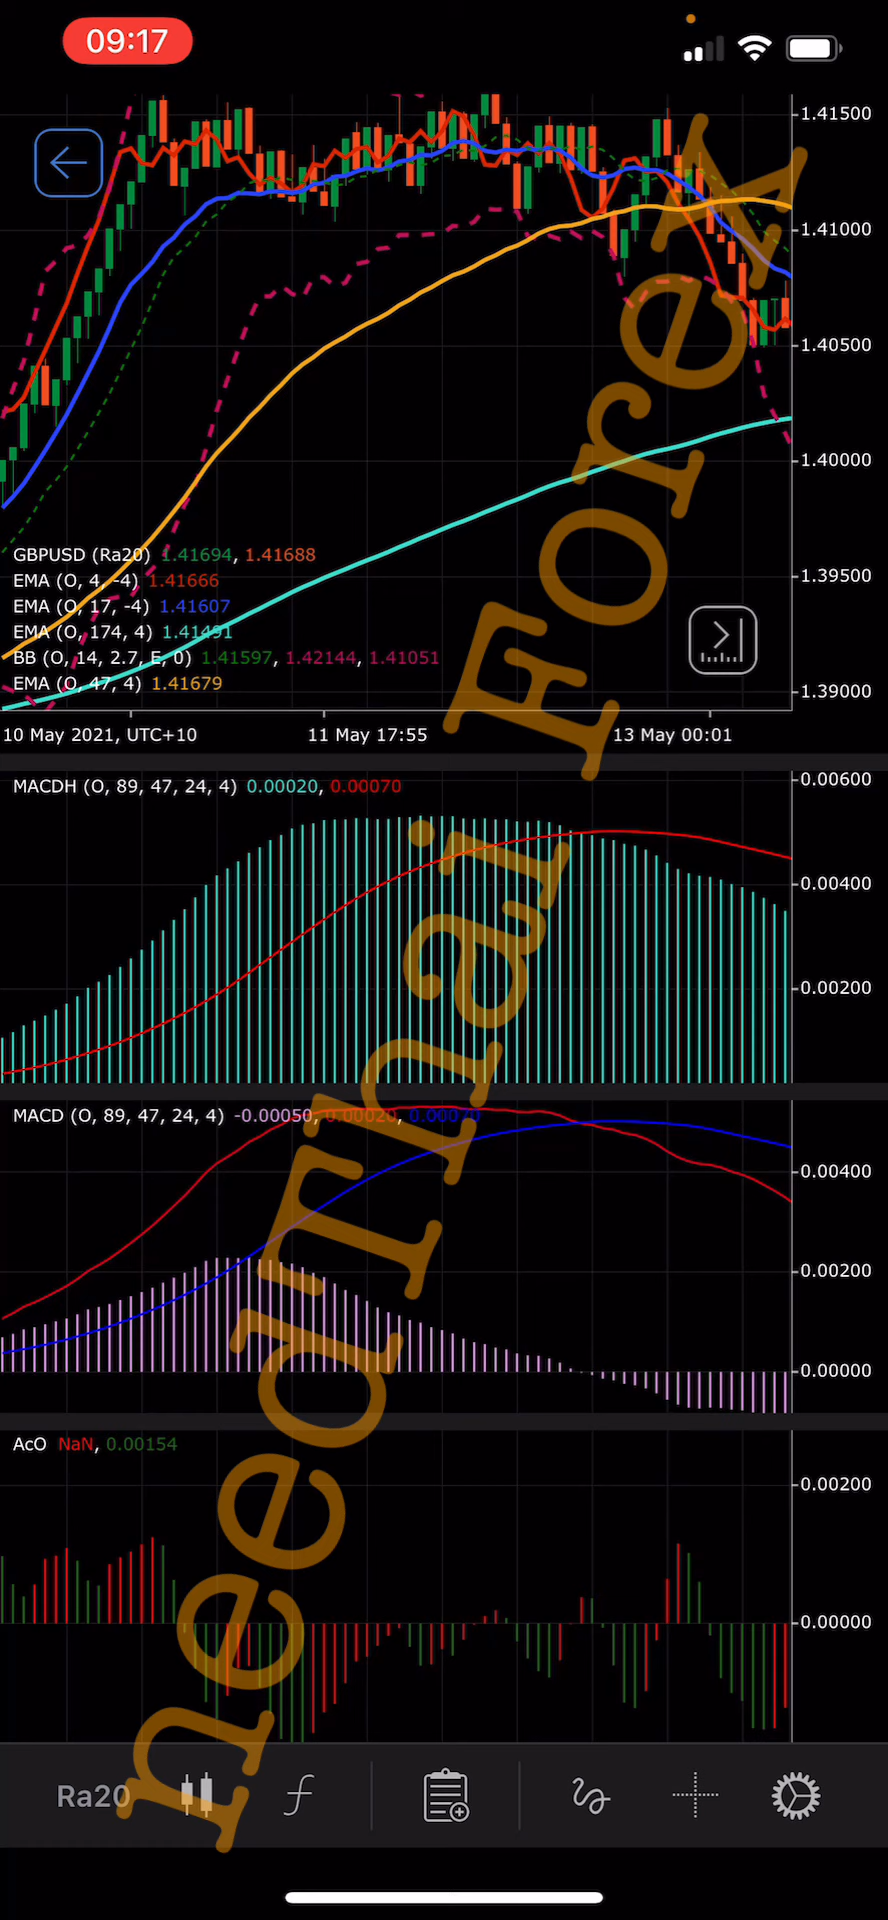 09:17
1.41500
1.41000
1.40500
1.40000
1.39500
1.39000
GBPUSD (Ra20) 1.41694, 1.41688
EMA (O, 4, -4) 1.41666
EMA (O, 17, -4) 1.41607
EMA (O, 174, 4) 1.41491
BB (O, 14, 2.7, E, 0) 1.41597, 1.42144, 1.41051
EMA (O, 47, 4) 1.41679
10 May 2021, UTC+10 11 May 17:55 13 May 00:01
MACDH (O, 89, 47, 24, 4) 0.00020, 0.00070
0.00600
0.00400
0.00200
MACD (O, 89, 47, 24, 4) -0.00050, 0.00020, 0.00070
0.00400
0.00200
0.00000
AcO NaN, 0.00154
0.00200
0.00000
Ra20
needThai Forex